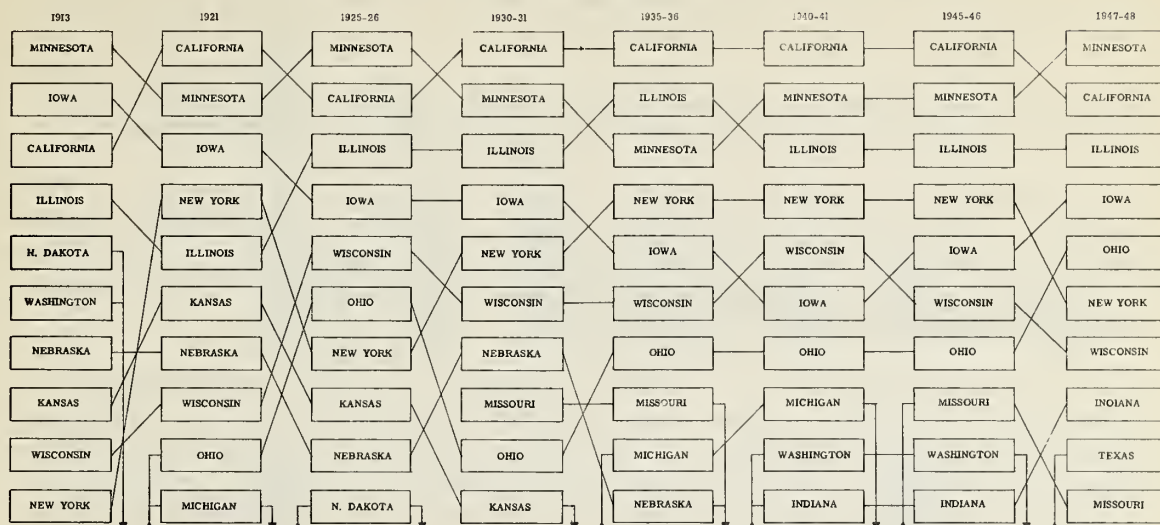 1913 1921 1925-26 1930-31 1935-36 1940-41 1945-46 1947-48
MINNESOTA CALIFORNIA MINNESOTA CALIFORNIA CALIFORNIA CALIFORNIA CALIFORNIA MINNESOTA
IOWA MINNESOTA CALIFORNIA MINNESOTA ILLINOIS MINNESOTA MINNESOTA CALIFORNIA
CALIFORNIA IOWA ILLINOIS ILLINOIS MINNESOTA ILLINOIS ILLINOIS ILLINOIS
ILLINOIS NEW YORK IOWA IOWA NEW YORK NEW YORK NEW YORK IOWA
N. DAKOTA ILLINOIS WISCONSIN NEW YORK IOWA WISCONSIN IOWA OHIO
WASHINGTON KANSAS OHIO WISCONSIN WISCONSIN IOWA WISCONSIN NEW YORK
NEBRASKA NEBRASKA NEW YORK NEBRASKA OHIO OHIO OHIO WISCONSIN
KANSAS WISCONSIN KANSAS MISSOURI MISSOURI MICHIGAN MISSOURI INDIANA
WISCONSIN OHIO NEBRASKA OHIO MICHIGAN WASHINGTON WASHINGTON TEXAS
NEW YORK MICHIGAN N. DAKOTA KANSAS NEBRASKA INDIANA INDIANA MISSOURI